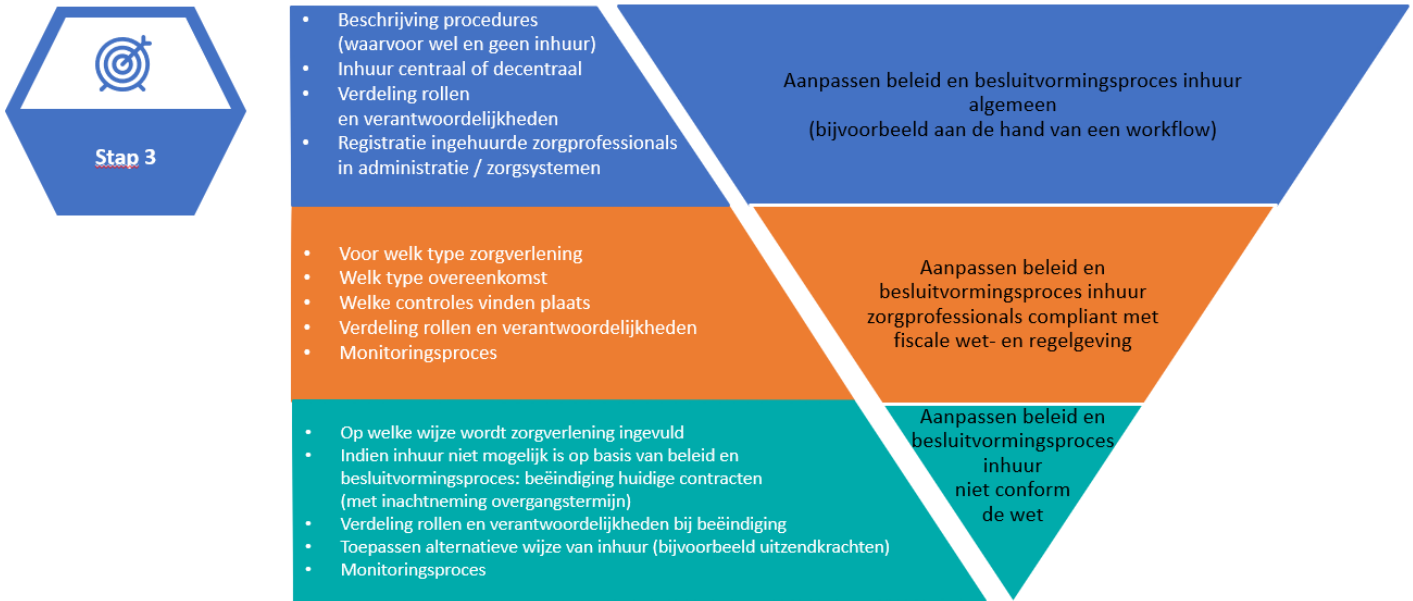 Stap 3
• Beschrijving procedures
(waarvoor wel en geen inhuur)
• Inhuur centraal of decentraal
• Verdeling rollen
en verantwoordelijkheden
• Registratie ingehuurde zorgprofessionals
in administratie / zorgsystemen
Aanpassen beleid en besluitvormingsproces inhuur
algemeen
(bijvoorbeeld aan de hand van een workflow)
• Voor welk type zorgverlening
• Welk type overeenkomst
• Welke controles vinden plaats
• Verdeling rollen en verantwoordelijkheden
• Monitoringsproces
Aanpassen beleid en
besluitvormingsproces inhuur
zorgprofessionals compliant met
fiscale wet- en regelgeving
• Op welke wijze wordt zorgverlening ingevuld
• Indien inhuur niet mogelijk is op basis van beleid en
besluitvormingsproces: beëindiging huidige contracten
(met inachtneming overgangstermijn)
• Verdeling rollen en verantwoordelijkheden bij beëindiging
• Toepassen alternatieve wijze van inhuur (bijvoorbeeld uitzendkrachten)
• Monitoringsproces
Aanpassen beleid en
besluitvormingsproces
inhuur
niet conform
de wet